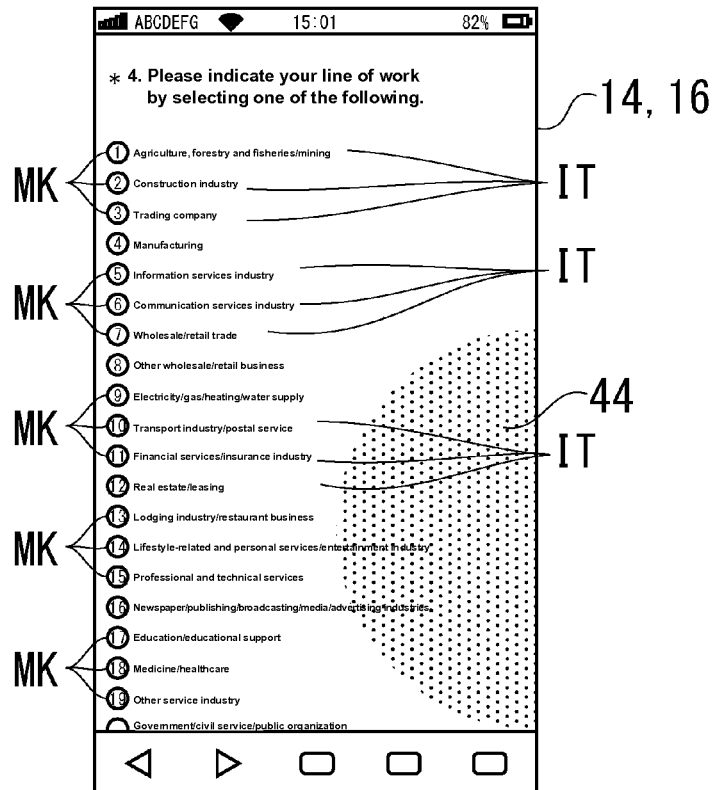 ABCDEFG 15:01 82%
* 4. Please indicate your line of work
by selecting one of the following.
14, 16
1 Agriculture, forestry and fisheries/mining
MK 2 Construction industry IT
3 Trading company
4 Manufacturing
5 Information services industry IT
MK 6 Communication services industry
7 Wholesale/retail trade
8 Other wholesale/retail business
9 Electricity/gas/heating/water supply 44
MK 10 Transport industry/postal service
11 Financial services/insurance industry IT
12 Real estate/leasing
13 Lodging industry/restaurant business
MK 14 Lifestyle-related and personal services/entertainment industry
15 Professional and technical services
16 Newspaper/publishing/broadcasting/media/advertising industries
17 Education/educational support
MK 18 Medicine/healthcare
19 Other service industry
Government/civil service/public organization